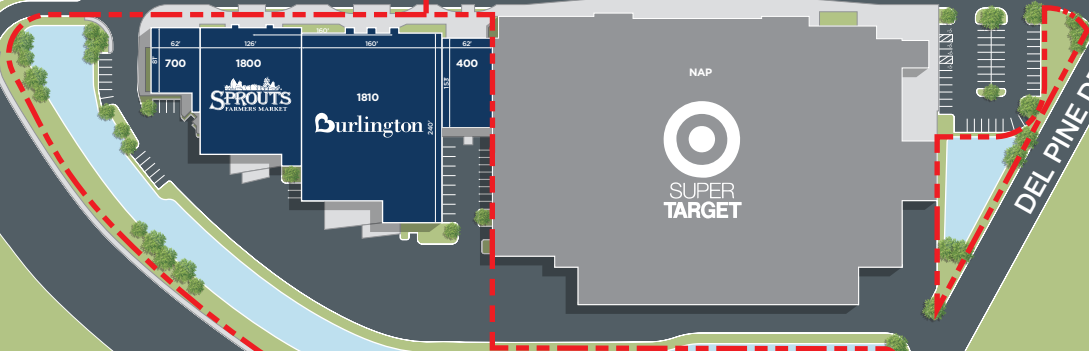 160'
62'
126'
160'
62'
81'
700
1800
400
153'
NAP
SPROUTS
FARMERS MARKET
1810
Burlington
240'
SUPER
TARGET
DEL PINE D